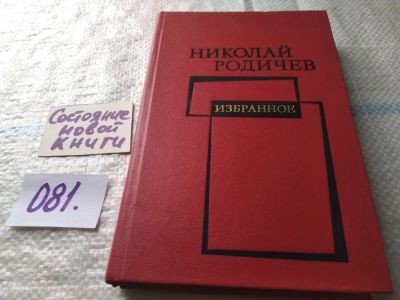 НИКОЛАЙ
РОДИЧЕВ
ИЗБРАННОЕ
Состояние
новой
книги
081.